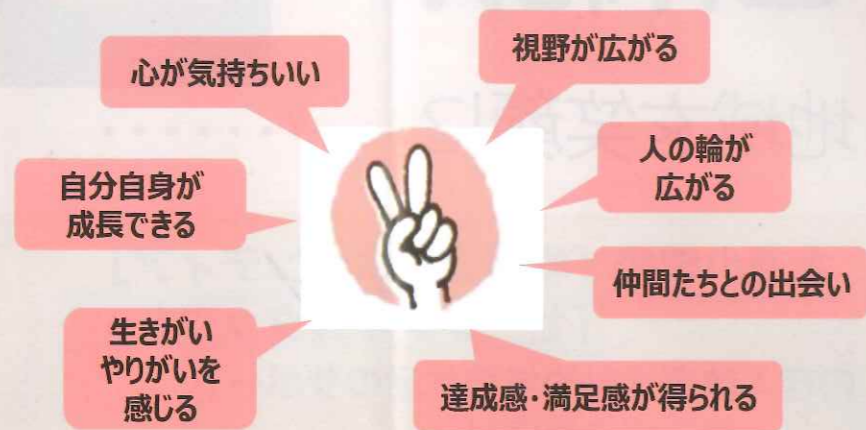 心が気持ちいい
視野が広がる
自分自身が
成長できる
人の輪が
広がる
仲間たちとの出会い
生きがい
やりがいを
感じる
達成感・満足感が得られる